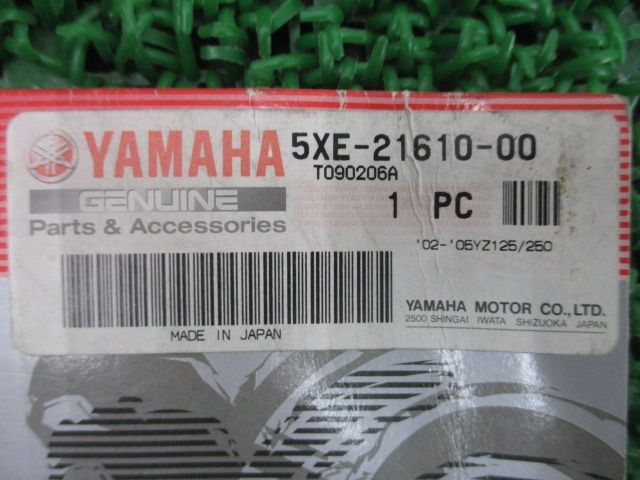 YAMAHA
5XE-21610-00
T090206A
GENUINE
Parts & Accessories
1 PC
'02-'05YZ125/250
MADE IN JAPAN
YAMAHA MOTOR CO.,LTD.
2500 SHINGAI IWATA SHIZUOKA JAPAN